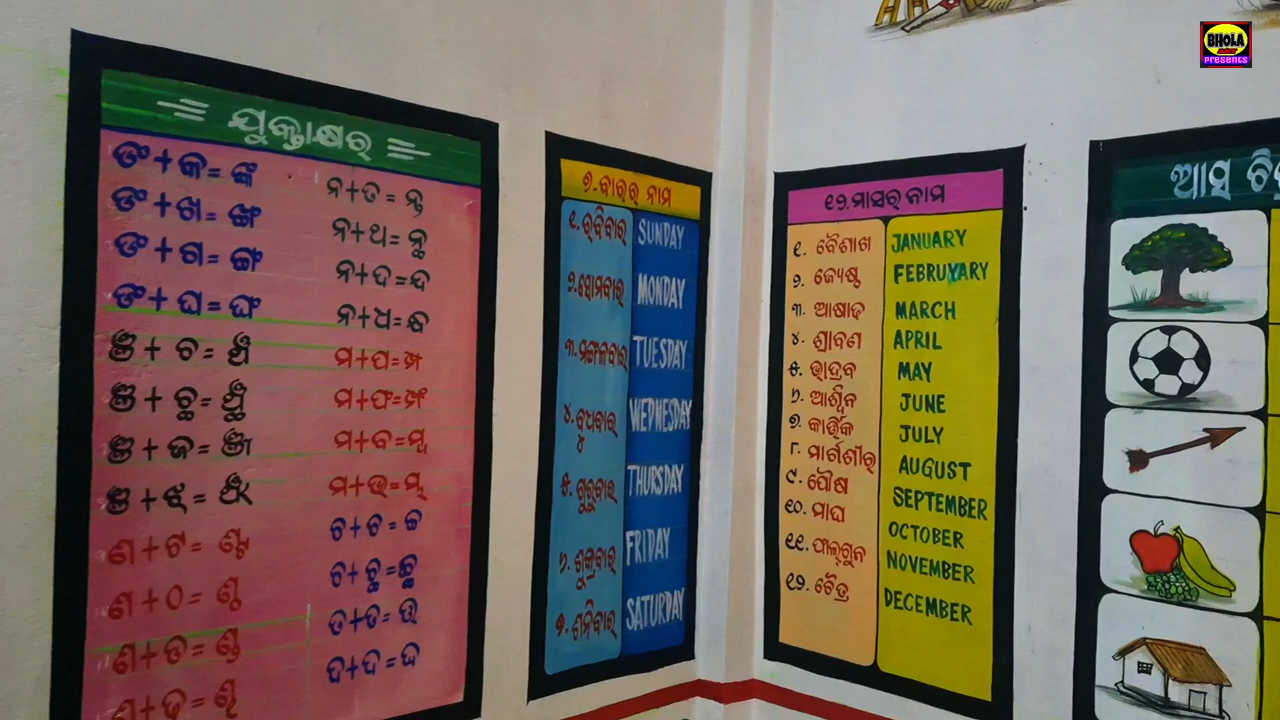 BHOLA
ART
Presents
ଯୁକ୍ତାକ୍ଷର
ଙ + କ = ଙ୍କ
ଙ + ଖ = ଙ୍ଖ
ଙ + ଗ = ଙ୍ଗ
ଙ + ଘ = ଙ୍ଘ
ଞ + ଚ = ଞ୍ଚ
ଞ + ଛ = ଞ୍ଛ
ଞ + ଜ = ଞ୍ଜ
ଞ + ଝ = ଞ୍ଝ
ଣ + ଟ = ଣ୍ଟ
ଣ + ଠ = ଣ୍ଠ
ଣ + ଡ = ଣ୍ଡ
ଣ + ଢ = ଣ୍ଢ
ନ + ତ = ନ୍ତ
ନ + ଥ = ନ୍ଥ
ନ + ଦ = ନ୍ଦ
ନ + ଧ = ନ୍ଧ
ମ + ପ = ମ୍ପ
ମ + ଫ = ମ୍ଫ
ମ + ବ = ମ୍ବ
ମ + ଭ = ମ୍ଭ
ଚ + ଚ = ଚ୍ଚ
ଚ + ଛ = ଚ୍ଛ
ତ + ତ = ତ୍ତ
ଦ + ଦ = ଦ୍ଦ
୭. ବାରର ନାମ
୧. ରବିବାର SUNDAY
୨. ସୋମବାର MONDAY
୩. ମଙ୍ଗଳବାର TUESDAY
୪. ବୁଧବାର WEDNESDAY
୫. ଗୁରୁବାର THURSDAY
୬. ଶୁକ୍ରବାର FRIDAY
୭. ଶନିବାର SATURDAY
୧୨. ମାସର ନାମ
୧. ବୈଶାଖ JANUARY
୨. ଜ୍ୟେଷ୍ଠ FEBRUYARY
୩. ଆଷାଢ MARCH
୪. ଶ୍ରାବଣ APRIL
୫. ଭାଦ୍ରବ MAY
୬. ଆଶ୍ୱିନ JUNE
୭. କାର୍ତ୍ତିକ JULY
୮. ମାର୍ଗଶୀର AUGUST
୯. ପୌଷ SEPTEMBER
୧୦. ମାଘ OCTOBER
୧୧. ଫାଲ୍‌ଗୁନ NOVEMBER
୧୨. ଚୈତ୍ର DECEMBER
ଆସ